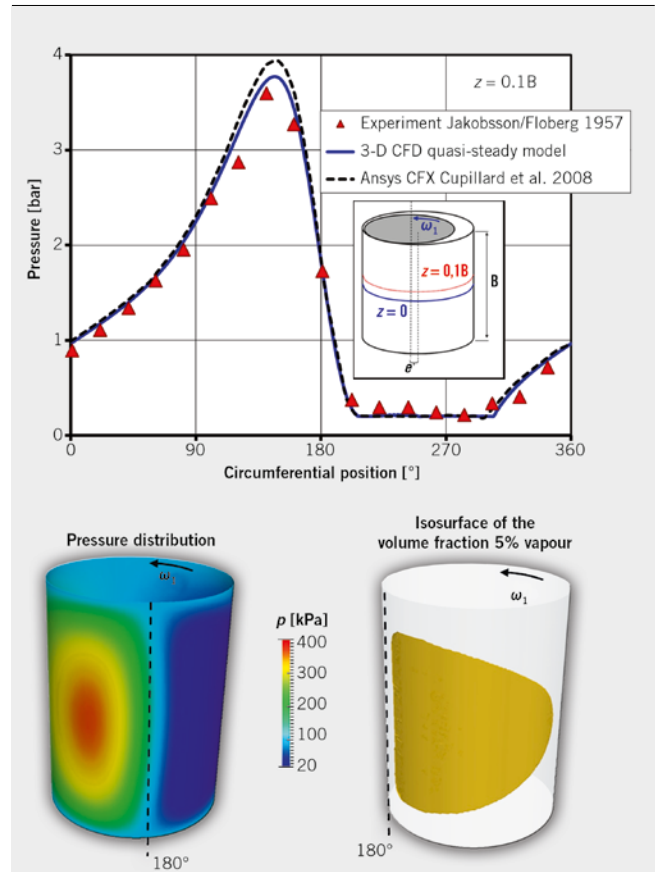 4
z = 0.1B
Experiment Jakobsson/Floberg 1957
3-D CFD quasi-steady model
Ansys CFX Cupillard et al. 2008
3
Pressure [bar]
ω1
2
z=0,1B
B
z=0
1
e
0
0 90 180 270 360
Circumferential position [°]
Pressure distribution
Isosurface of the
volume fraction 5% vapour
ω1
ω1
p [kPa]
400
300
200
100
20
180°
180°